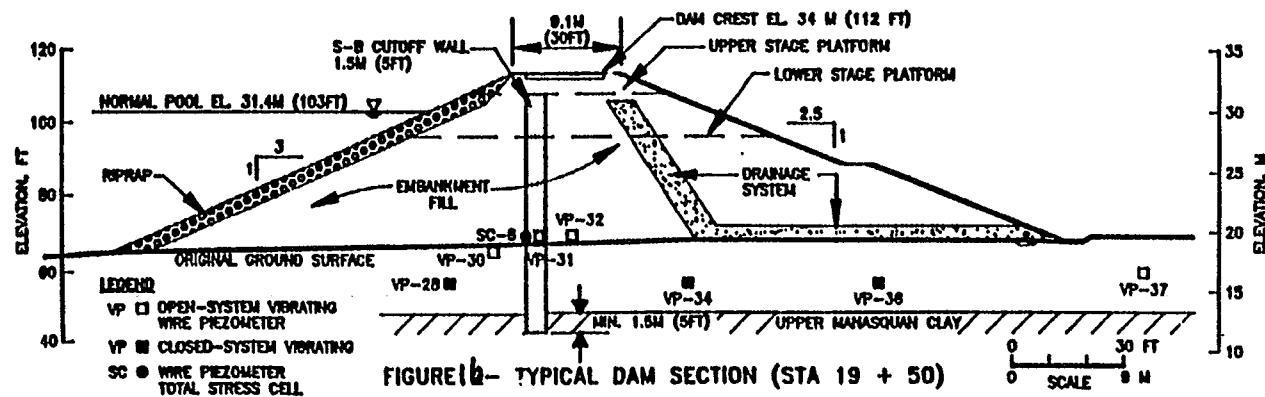 9.1M
(30FT)
DAM CREST EL. 34 M (112 FT)
S-B CUTOFF WALL
1.5M (5FT)
UPPER STAGE PLATFORM
LOWER STAGE PLATFORM
NORMAL POOL EL. 31.4M (103FT)
120
100
80
60
40
ELEVATION, FT
35
30
25
20
15
10
ELEVATION, M
3
1
2.5
1
RIPRAP
EMBANKMENT
FILL
DRAINAGE
SYSTEM
VP-32
SC-6
VP-31
VP-30
ORIGINAL GROUND SURFACE
VP-28
VP-34
VP-36
VP-37
LEGEND
VP □ OPEN-SYSTEM VIBRATING
WIRE PIEZOMETER
VP ■ CLOSED-SYSTEM VIBRATING
SC ● WIRE PIEZOMETER
TOTAL STRESS CELL
MIN. 1.5M (5FT)
UPPER MANASQUAN CLAY
0 30 FT
0 9 M
SCALE
TYPICAL DAM SECTION (STA 19 + 50)
FIGURE